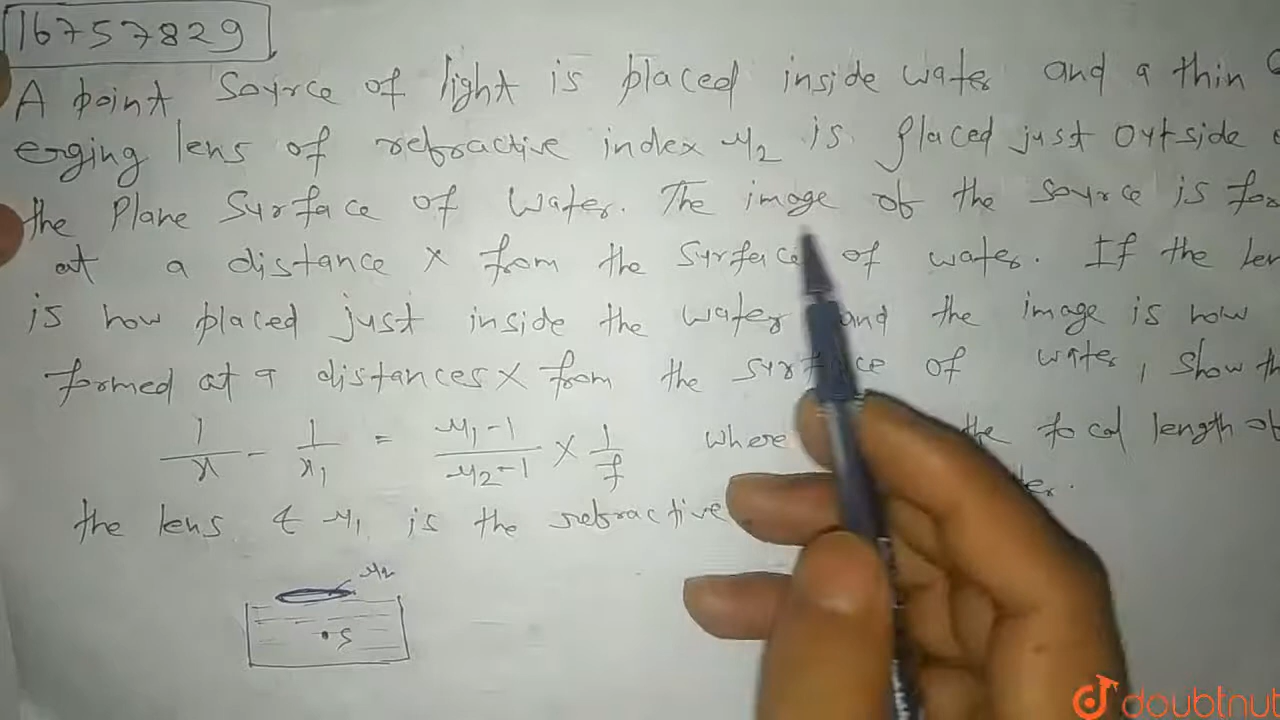 16757829
A point Soyrce of light is placed inside water and a thin
erging lens of refractive index μ2 is placed just outside
the Plane Surface of water. The image of the soyrce is for
at a distance x from the Surface of water. If the len
is now placed just inside the water and the image is now
formed at a distances x from the surface of water, show th
1/x - 1/x1 = μ1-1/μ2-1 × 1/f where the focal length of
the lens & μ1 is the refractive
μ2
S
doubtnut